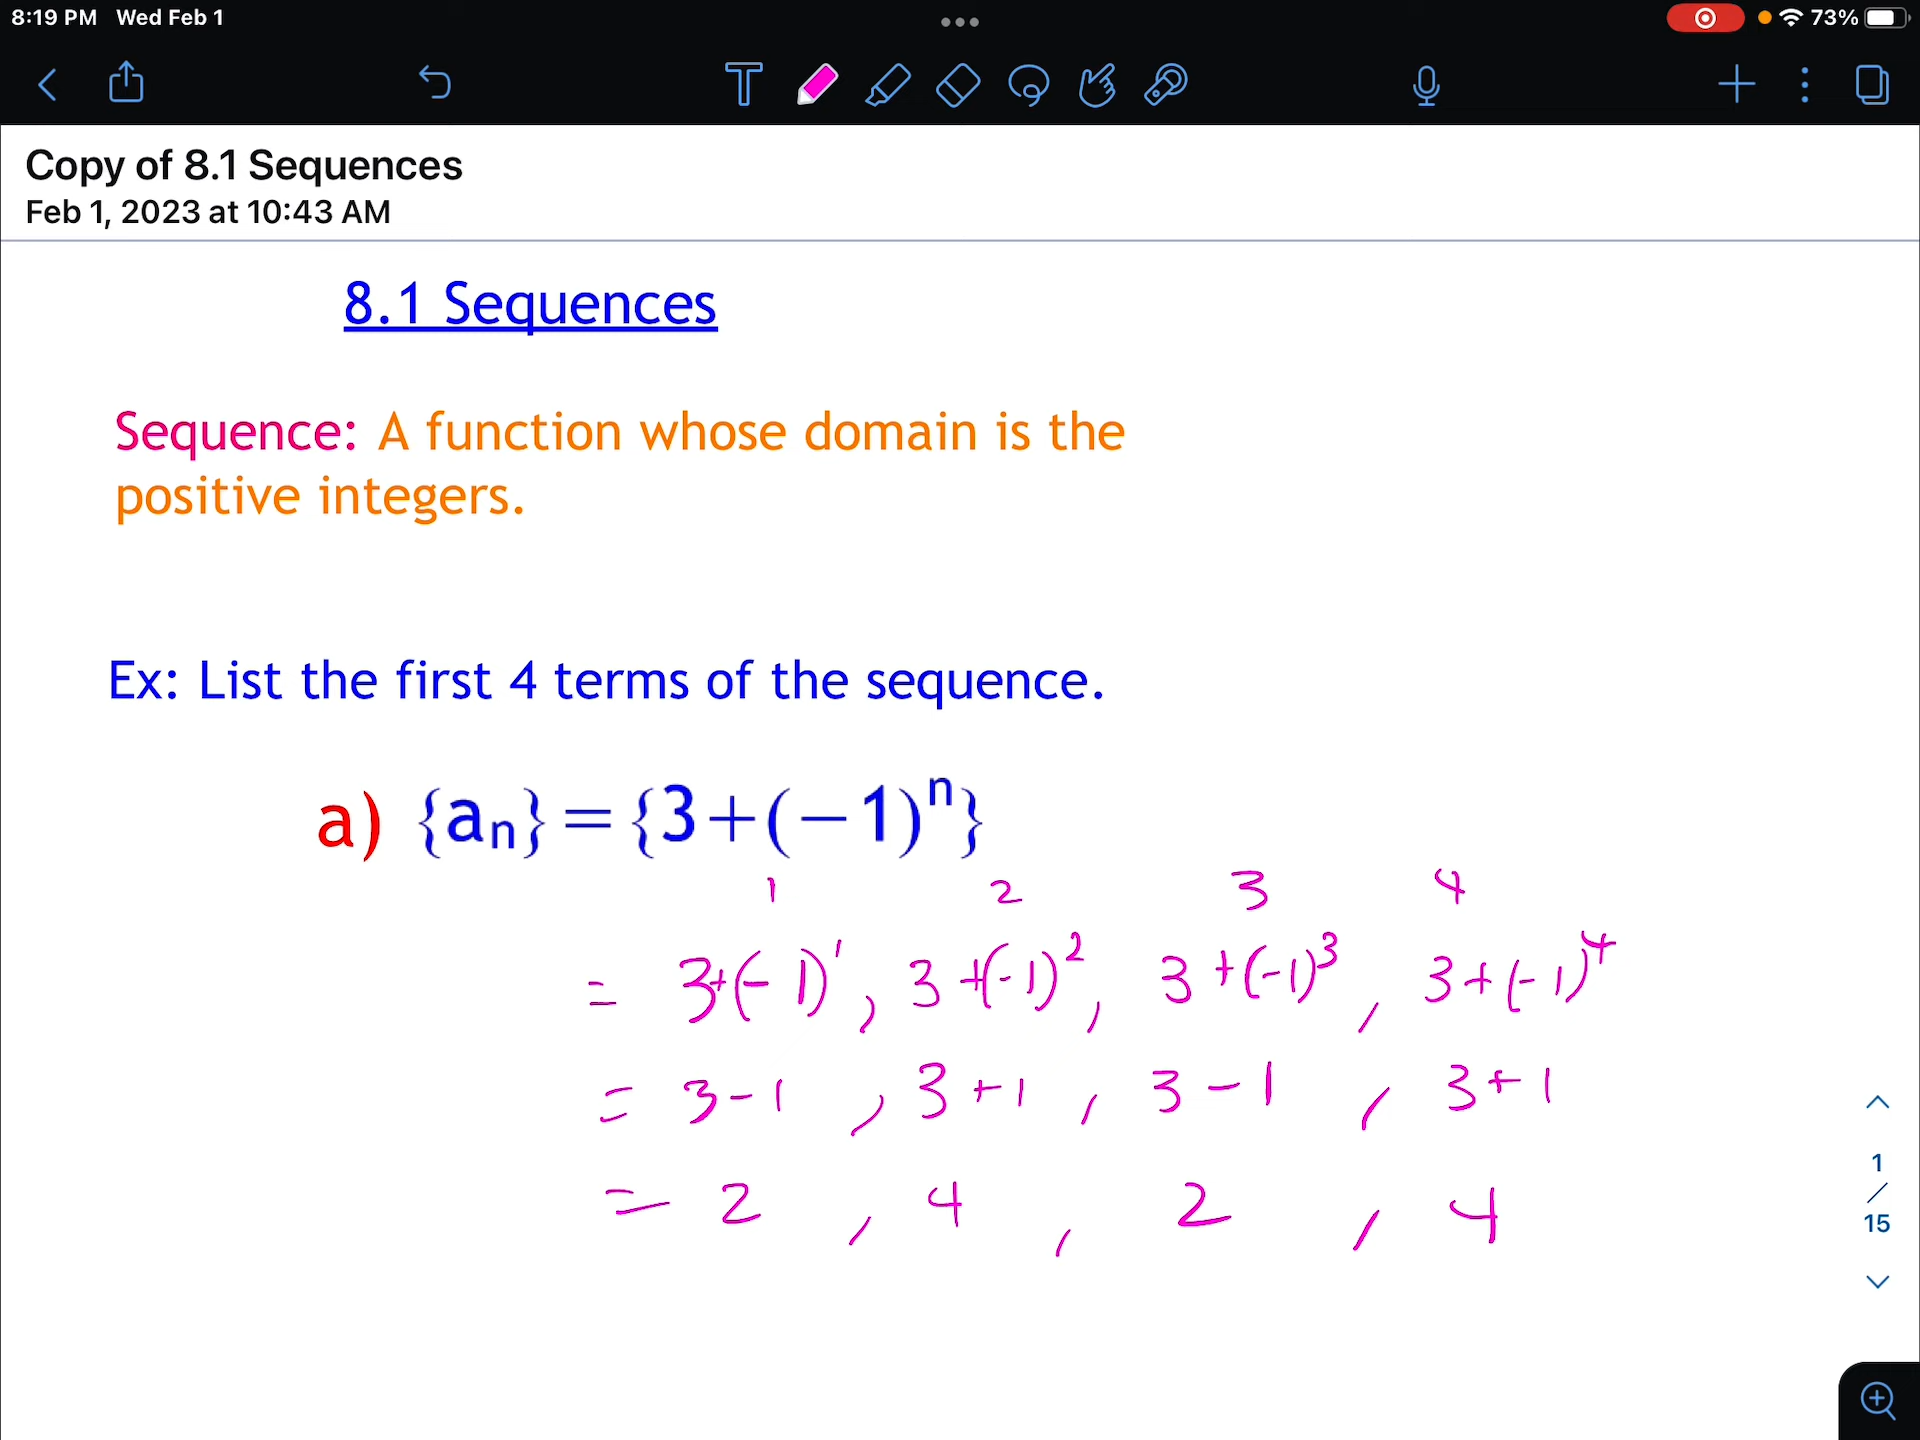 8:19 PM Wed Feb 1
73%
Copy of 8.1 Sequences
Feb 1, 2023 at 10:43 AM
8.1 Sequences
Sequence: A function whose domain is the
positive integers.
Ex: List the first 4 terms of the sequence.
a) {aₙ} = {3+(−1)ⁿ}
1 2 3 4
= 3+(-1)¹, 3+(-1)², 3+(-1)³, 3+(-1)⁴
= 3-1, 3+1, 3-1, 3+1
= 2, 4, 2, 4
1
/
15